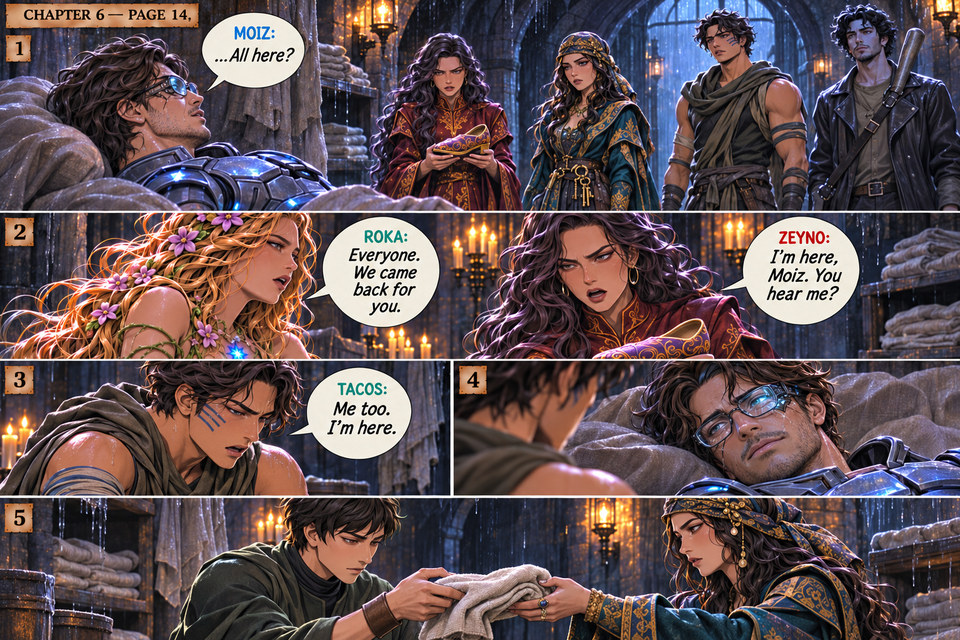 CHAPTER 6 — PAGE 14,
1
MOIZ:
...All here?
2
ROKA:
Everyone.
We came
back for
you.
ZEYNO:
I'm here,
Moiz. You
hear me?
3
TACOS:
Me too.
I'm here.
4
5